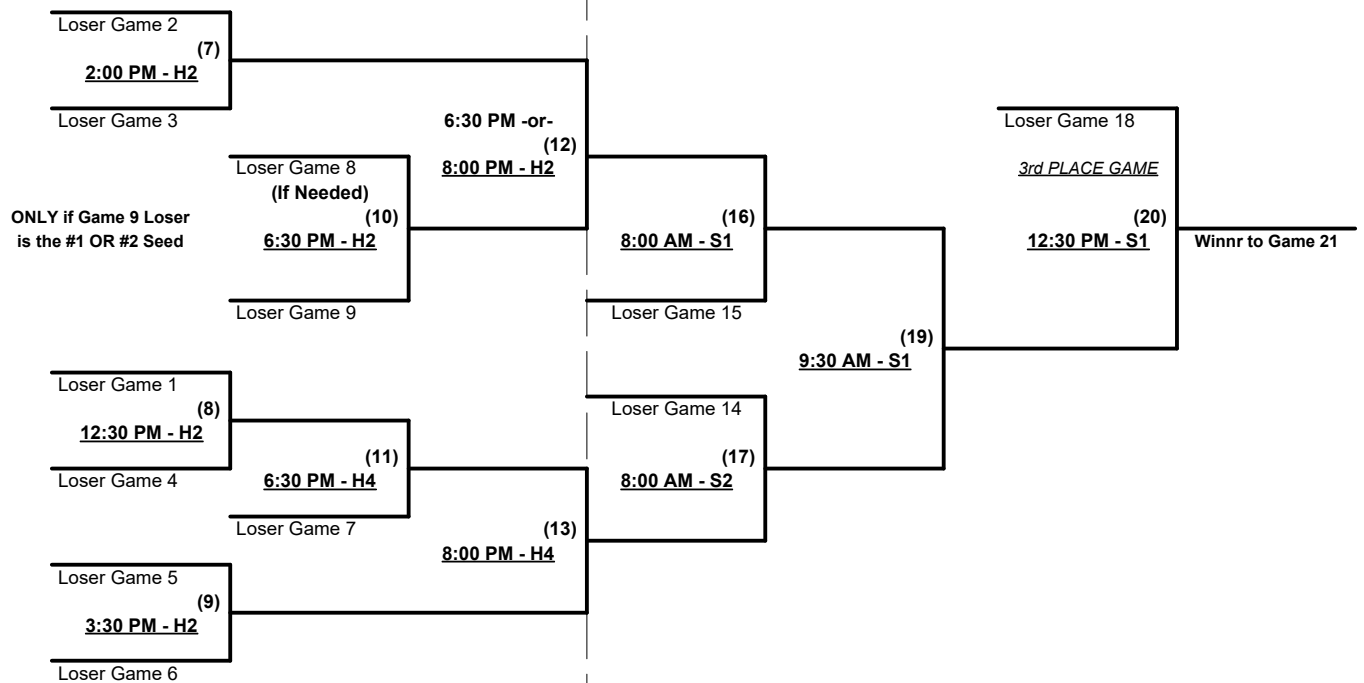 Loser Game 2
(7)
2:00 PM - H2
Loser Game 3
6:30 PM -or-
(12)
8:00 PM - H2
Loser Game 8
(If Needed)
(10)
6:30 PM - H2
Loser Game 9
ONLY if Game 9 Loser
is the #1 OR #2 Seed
(16)
8:00 AM - S1
Loser Game 15
Loser Game 18
3rd PLACE GAME
(20)
12:30 PM - S1
Winnr to Game 21
(19)
9:30 AM - S1
Loser Game 1
(8)
12:30 PM - H2
Loser Game 4
(11)
6:30 PM - H4
Loser Game 7
Loser Game 14
(17)
8:00 AM - S2
(13)
8:00 PM - H4
Loser Game 5
(9)
3:30 PM - H2
Loser Game 6